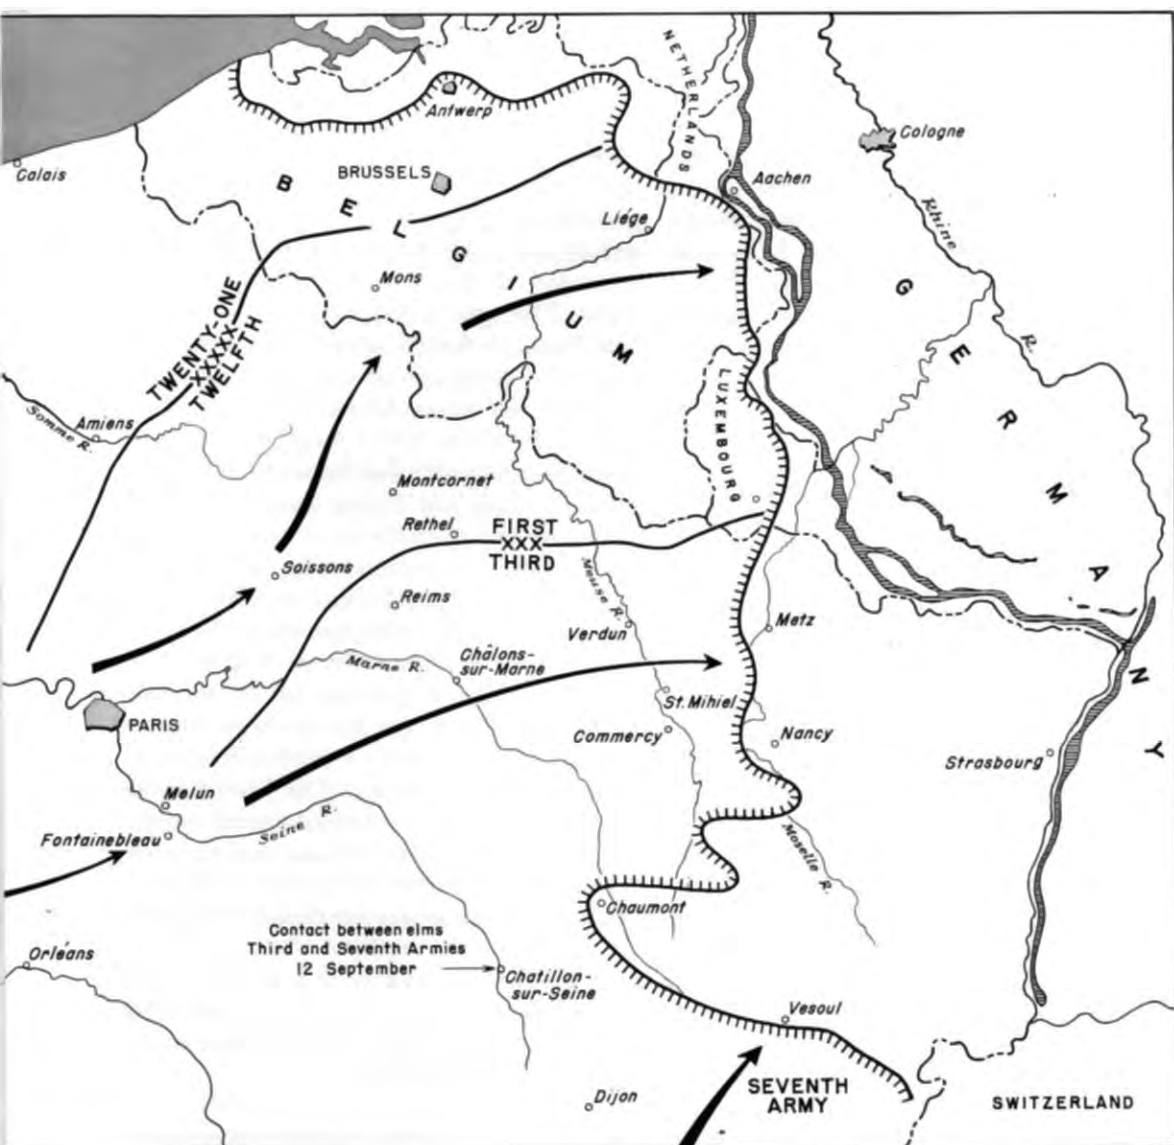 NETHERLANDS
Antwerp
Cologne
Calais
BRUSSELS
Aachen
BELGIUM
Rhine R.
Liége
Mons
GERMANY
TWENTY-ONE
XXXXX
TWELFTH
LUXEMBOURG
Somme R.
Amiens
Montcornet
Rethel
FIRST
XXX
THIRD
Soissons
Reims
Meuse R.
Verdun
Metz
Marne R.
Châlons-
sur-Marne
St. Mihiel
PARIS
Commercy
Nancy
Strasbourg
Melun
Seine R.
Fontainebleau
Moselle R.
Chaumont
Contact between elms
Third and Seventh Armies
12 September
Orléans
Chatillon-
sur-Seine
Vesoul
SEVENTH
ARMY
Dijon
SWITZERLAND